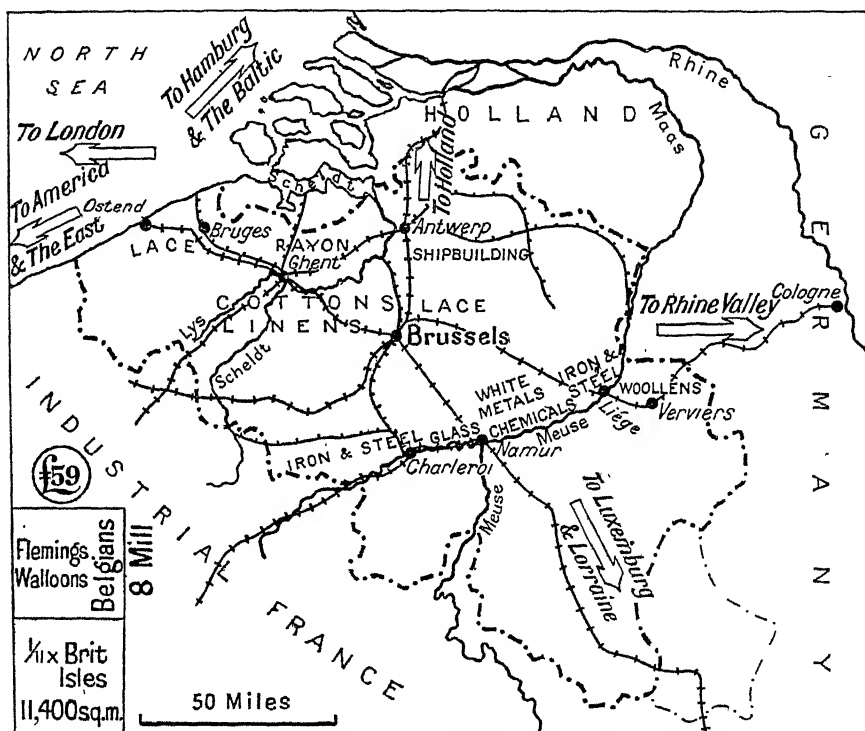 NORTH
SEA
To Hamburg
& The Baltic
To London
To America
& The East
To Holland
HOLLAND
Rhine
Maas
GERMANY
Scheldt
Ostend
Bruges
LACE
RAYON
Ghent
Antwerp
SHIPBUILDING
COTTONS
LINENS
LACE
Lys
Scheldt
Brussels
To Rhine Valley
Cologne
WHITE
METALS
IRON &
STEEL
CHEMICALS
WOOLLENS
Liége
Verviers
Meuse
IRON & STEEL
GLASS
Charleroi
Namur
Meuse
To Luxemburg
& Lorraine
INDUSTRIAL
FRANCE
£59
Flemings
Walloons
Belgians
8 Mill
1/11 x Brit
Isles
11,400 sq.m.
50 Miles